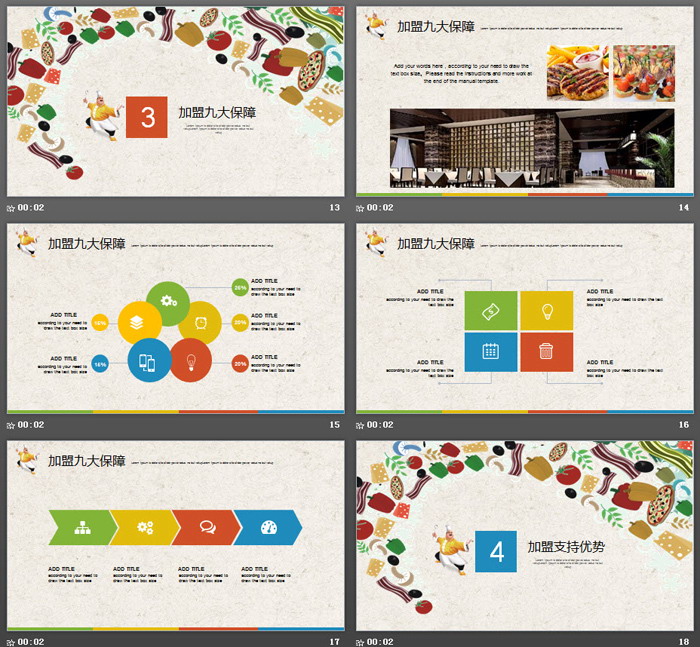 3
加盟九大保障
00:02
13
加盟九大保障
Add your words here , according to your need to draw the
text box size。 Please read the instructions and more work at
the end of the manual template.
00:02
14
加盟九大保障
ADD TITLE
according to your need to
draw the text box size
ADD TITLE
according to your need to
draw the text box size
ADD TITLE
according to your need to
draw the text box size
ADD TITLE
according to your need to
draw the text box size
ADD TITLE
according to your need to
draw the text box size
00:02
15
加盟九大保障
ADD TITLE
according to your need to draw the
text box size
ADD TITLE
according to your need to draw the
text box size
ADD TITLE
according to your need to draw the
text box size
ADD TITLE
according to your need to draw the
text box size
00:02
16
加盟九大保障
ADD TITLE
according to your need to
draw the text box size
ADD TITLE
according to your need to
draw the text box size
ADD TITLE
according to your need to
draw the text box size
ADD TITLE
according to your need to
draw the text box size
00:02
17
4
加盟支持优势
00:02
18